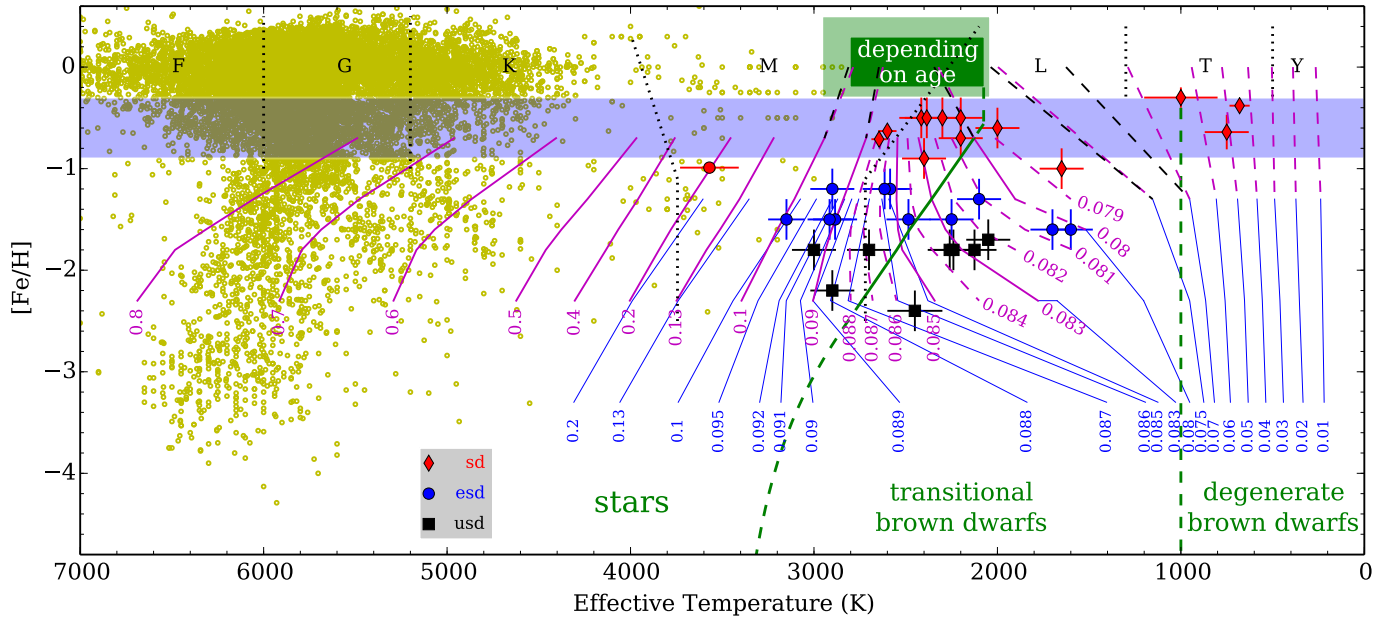 depending
on age
F
G
K
M
L
T
Y
0
−1
−2
−3
−4
[Fe/H]
0.8
0.7
0.6
0.5
0.4
0.2
0.13
0.1
0.09
0.088
0.087
0.086
0.085
0.084
0.083
0.082
0.081
0.08
0.079
0.2
0.13
0.1
0.095
0.092
0.091
0.09
0.089
0.088
0.087
0.086
0.085
0.083
0.08
0.075
0.07
0.06
0.05
0.04
0.03
0.02
0.01
sd
esd
usd
stars
transitional
brown dwarfs
degenerate
brown dwarfs
7000
6000
5000
4000
3000
2000
1000
0
Effective Temperature (K)